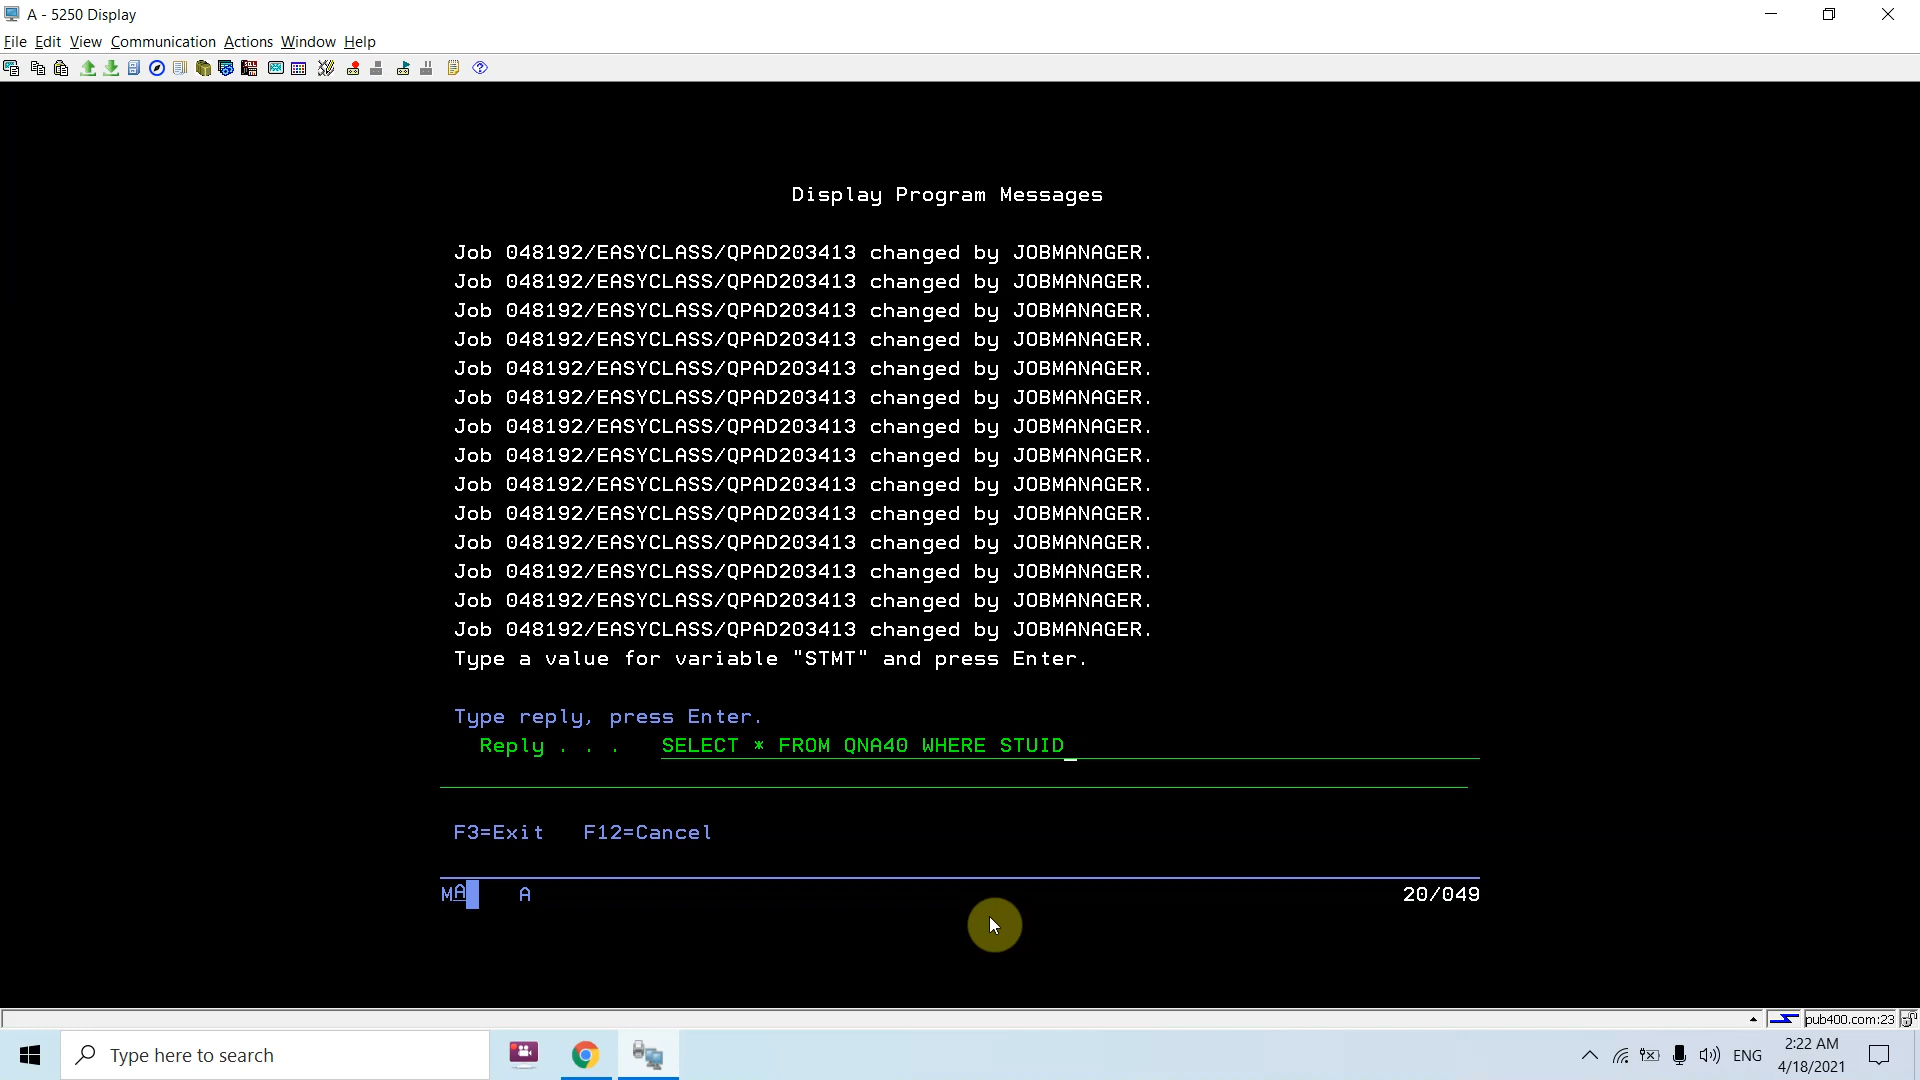 A - 5250 Display
File Edit View Communication Actions Window Help
Display Program Messages
Job 048192/EASYCLASS/QPAD203413 changed by JOBMANAGER.
Job 048192/EASYCLASS/QPAD203413 changed by JOBMANAGER.
Job 048192/EASYCLASS/QPAD203413 changed by JOBMANAGER.
Job 048192/EASYCLASS/QPAD203413 changed by JOBMANAGER.
Job 048192/EASYCLASS/QPAD203413 changed by JOBMANAGER.
Job 048192/EASYCLASS/QPAD203413 changed by JOBMANAGER.
Job 048192/EASYCLASS/QPAD203413 changed by JOBMANAGER.
Job 048192/EASYCLASS/QPAD203413 changed by JOBMANAGER.
Job 048192/EASYCLASS/QPAD203413 changed by JOBMANAGER.
Job 048192/EASYCLASS/QPAD203413 changed by JOBMANAGER.
Job 048192/EASYCLASS/QPAD203413 changed by JOBMANAGER.
Job 048192/EASYCLASS/QPAD203413 changed by JOBMANAGER.
Job 048192/EASYCLASS/QPAD203413 changed by JOBMANAGER.
Job 048192/EASYCLASS/QPAD203413 changed by JOBMANAGER.
Type a value for variable "STMT" and press Enter.
Type reply, press Enter.
Reply . . . SELECT * FROM QNA40 WHERE STUID_
F3=Exit F12=Cancel
MA A 20/049
pub400.com:23
Type here to search
ENG
2:22 AM
4/18/2021